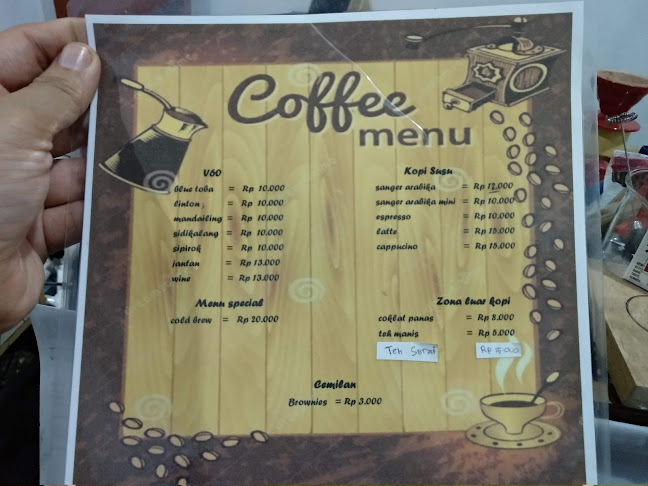 Coffee
menu
V60
blue toba = Rp 10.000
linton ; = Rp 10.000
mandailing = Rp 10.000
sidikalang = Rp 10.000
sipirok = Rp 10.000
jantan = Rp 13.000
wine = Rp 13.000
Menu special
cold brew = Rp 20.000
Kopi Susu
sanger arabika = Rp 12.000
sanger arabika mini = Rp 10.000
espresso = Rp 10.000
latte = Rp 15.000
cappucino = Rp 15.000
Zona luar kopi
coklat panas = Rp 8.000
teh manis = Rp 5.000
Teh
Cemilan
Brownies = Rp 3.000